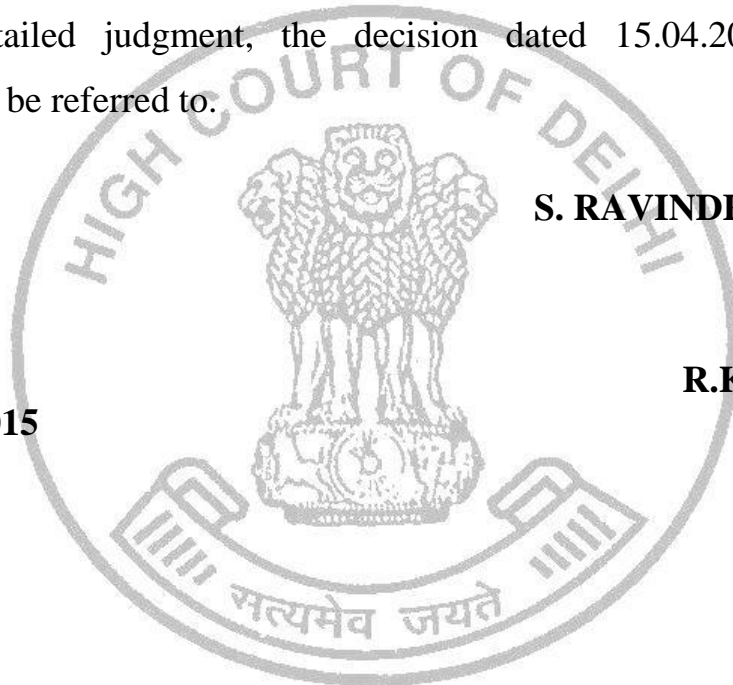 tailed judgment, the decision dated 15.04.20
be referred to.
HIGH COURT OF DELHI
S. RAVINDE
R.K
015
सत्यमेव जयते